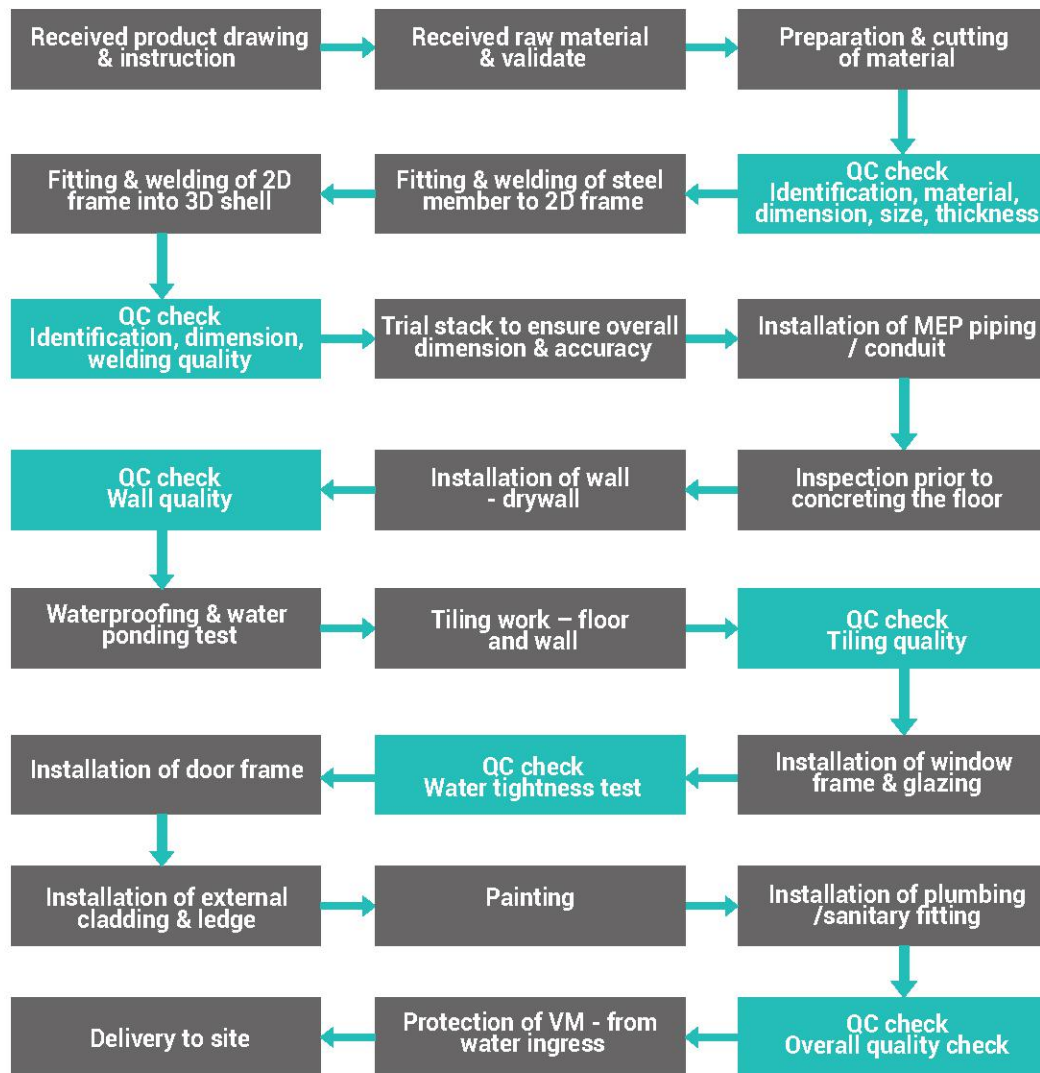 Received product drawing
& instruction
Received raw material
& validate
Preparation & cutting
of material
QC check
Identification, material,
dimension, size, thickness
Fitting & welding of steel
member to 2D frame
Fitting & welding of 2D
frame into 3D shell
QC check
Identification, dimension,
welding quality
Trial stack to ensure overall
dimension & accuracy
Installation of MEP piping
/ conduit
Inspection prior to
concreting the floor
Installation of wall
- drywall
QC check
Wall quality
Waterproofing & water
ponding test
Tiling work – floor
and wall
QC check
Tiling quality
Installation of window
frame & glazing
QC check
Water tightness test
Installation of door frame
Installation of external
cladding & ledge
Painting
Installation of plumbing
/sanitary fitting
QC check
Overall quality check
Protection of VM - from
water ingress
Delivery to site